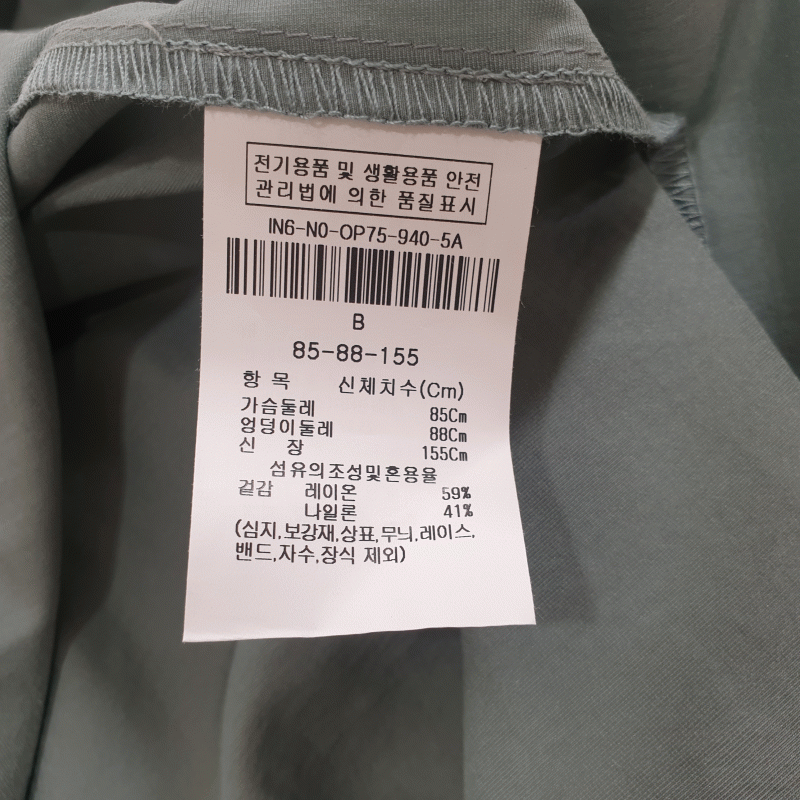 전기용품 및 생활용품 안전
관리법에 의한 품질표시
IN6-N0-OP75-940-5A
B
85-88-155
항 목 신체치수(Cm)
가슴둘레 85Cm
엉덩이둘레 88Cm
신 장 155Cm
섬유의조성및혼용율
겉감 레이온 59%
나일론 41%
(심지,보강재,상표,무늬,레이스,
밴드,자수,장식 제외)